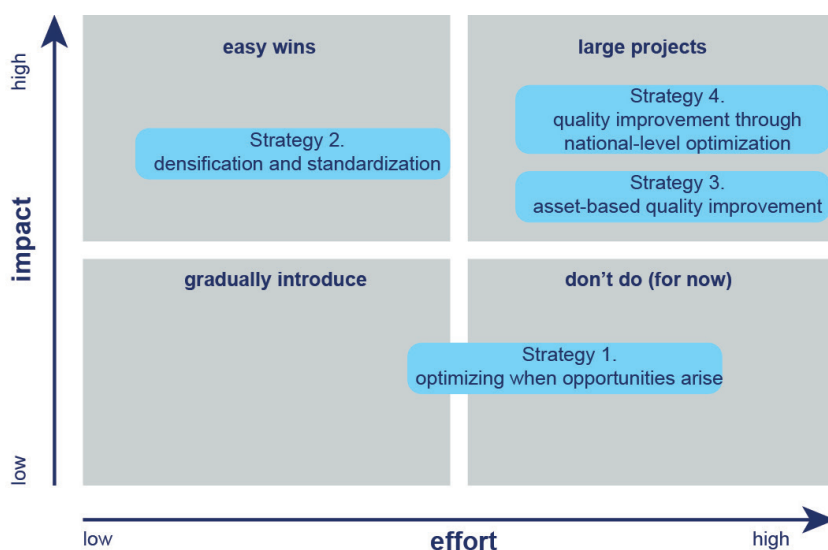 easy wins
large projects
Strategy 4.
quality improvement through
national-level optimization
Strategy 2.
densification and standardization
Strategy 3.
asset-based quality improvement
gradually introduce
don't do (for now)
Strategy 1.
optimizing when opportunities arise
high
impact
low
low
effort
high